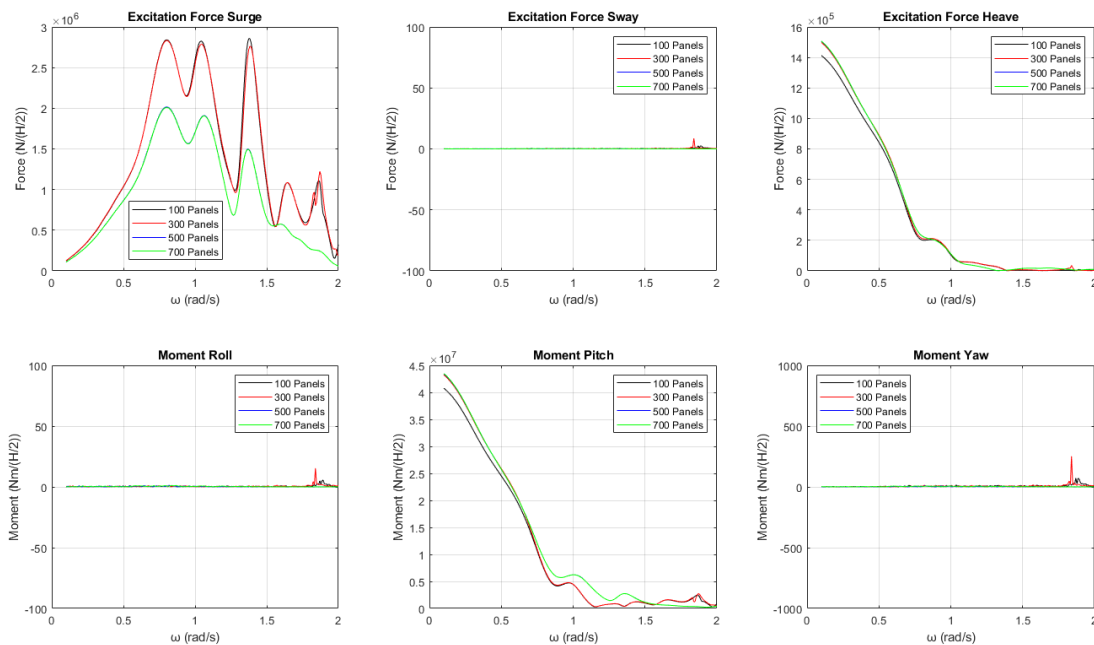 Excitation Force Surge
×10^6
Force (N/(H/2))
3
2.5
2
1.5
1
0.5
0
100 Panels
300 Panels
500 Panels
700 Panels
0 0.5 1 1.5 2
ω (rad/s)
Excitation Force Sway
Force (N/(H/2))
100
50
0
-50
-100
100 Panels
300 Panels
500 Panels
700 Panels
0 0.5 1 1.5 2
ω (rad/s)
Excitation Force Heave
×10^5
Force (N/(H/2))
16
14
12
10
8
6
4
2
0
100 Panels
300 Panels
500 Panels
700 Panels
0 0.5 1 1.5 2
ω (rad/s)
Moment Roll
Moment (Nm/(H/2))
100
50
0
-50
-100
100 Panels
300 Panels
500 Panels
700 Panels
0 0.5 1 1.5 2
ω (rad/s)
Moment Pitch
×10^7
Moment (Nm/(H/2))
4.5
4
3.5
3
2.5
2
1.5
1
0.5
0
100 Panels
300 Panels
500 Panels
700 Panels
0 0.5 1 1.5 2
ω (rad/s)
Moment Yaw
Moment (Nm/(H/2))
1000
500
0
-500
-1000
100 Panels
300 Panels
500 Panels
700 Panels
0 0.5 1 1.5 2
ω (rad/s)